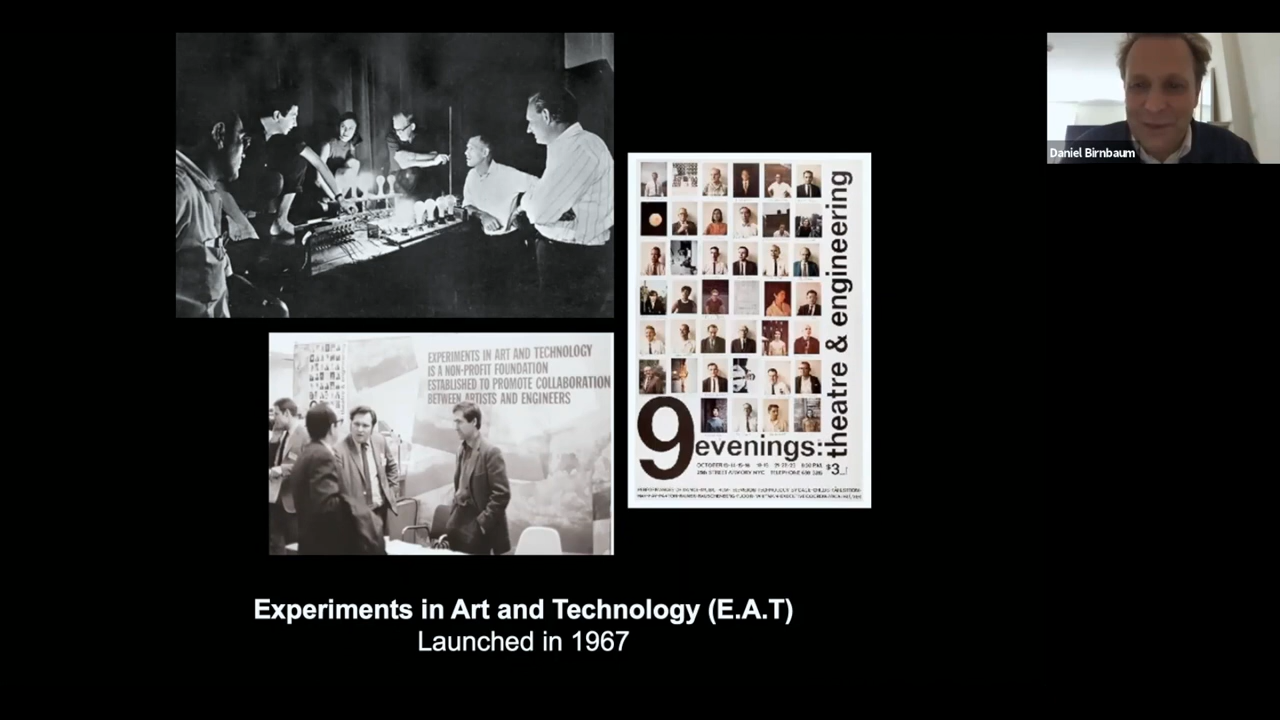 Daniel Birnbaum
theatre & engineering
EXPERIMENTS IN ART AND TECHNOLOGY
IS A NON-PROFIT FOUNDATION
ESTABLISHED TO PROMOTE COLLABORATION
BETWEEN ARTISTS AND ENGINEERS
9 evenings:
OCTOBER
$3
Experiments in Art and Technology (E.A.T)
Launched in 1967